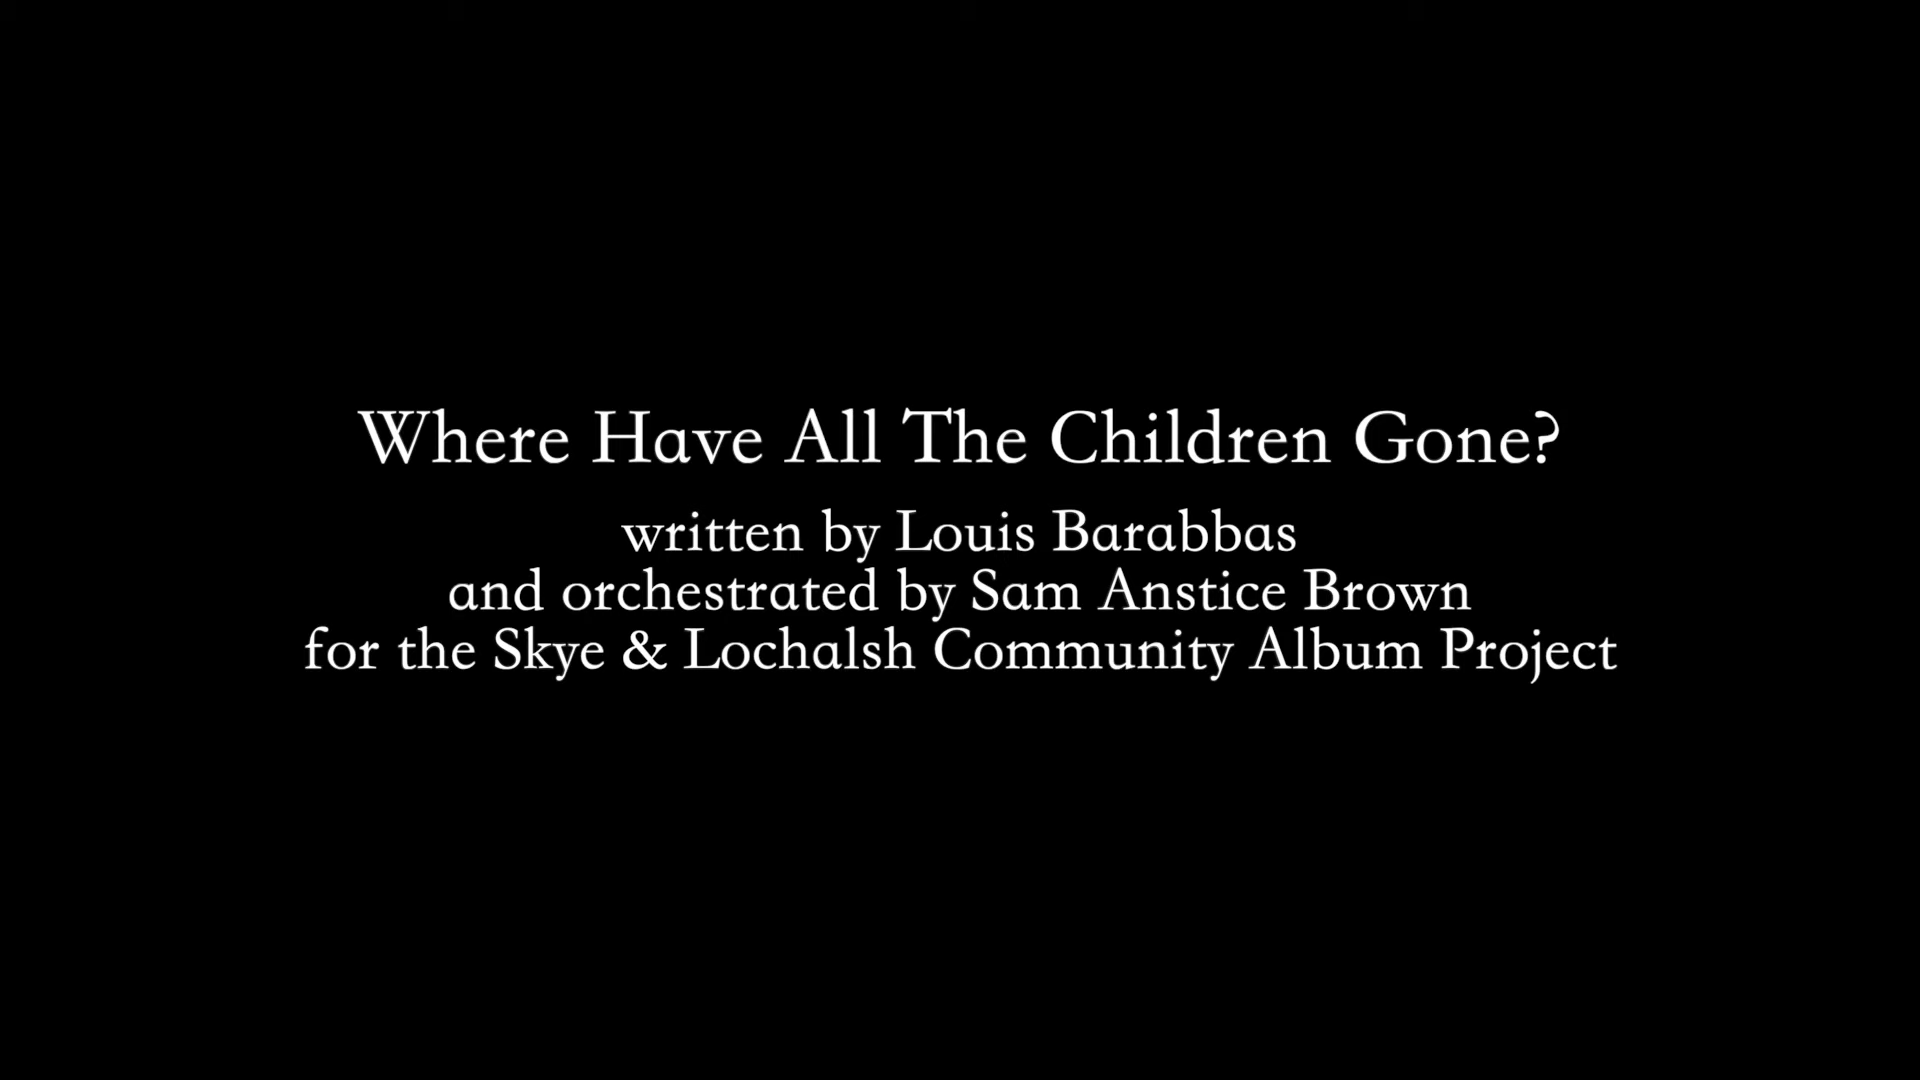 Where Have All The Children Gone?
written by Louis Barabbas
and orchestrated by Sam Anstice Brown
for the Skye & Lochalsh Community Album Project